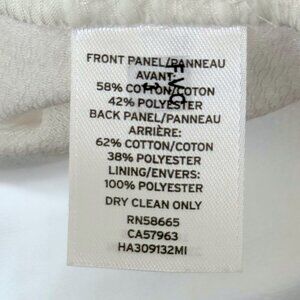 FRONT PANEL/PANNEAU
AVANT:
58% COTTON/COTON
42% POLYESTER
BACK PANEL/PANNEAU
ARRIÈRE:
62% COTTON/COTON
38% POLYESTER
LINING/ENVERS:
100% POLYESTER
DRY CLEAN ONLY
RN58665
CA57963
HA309132MI